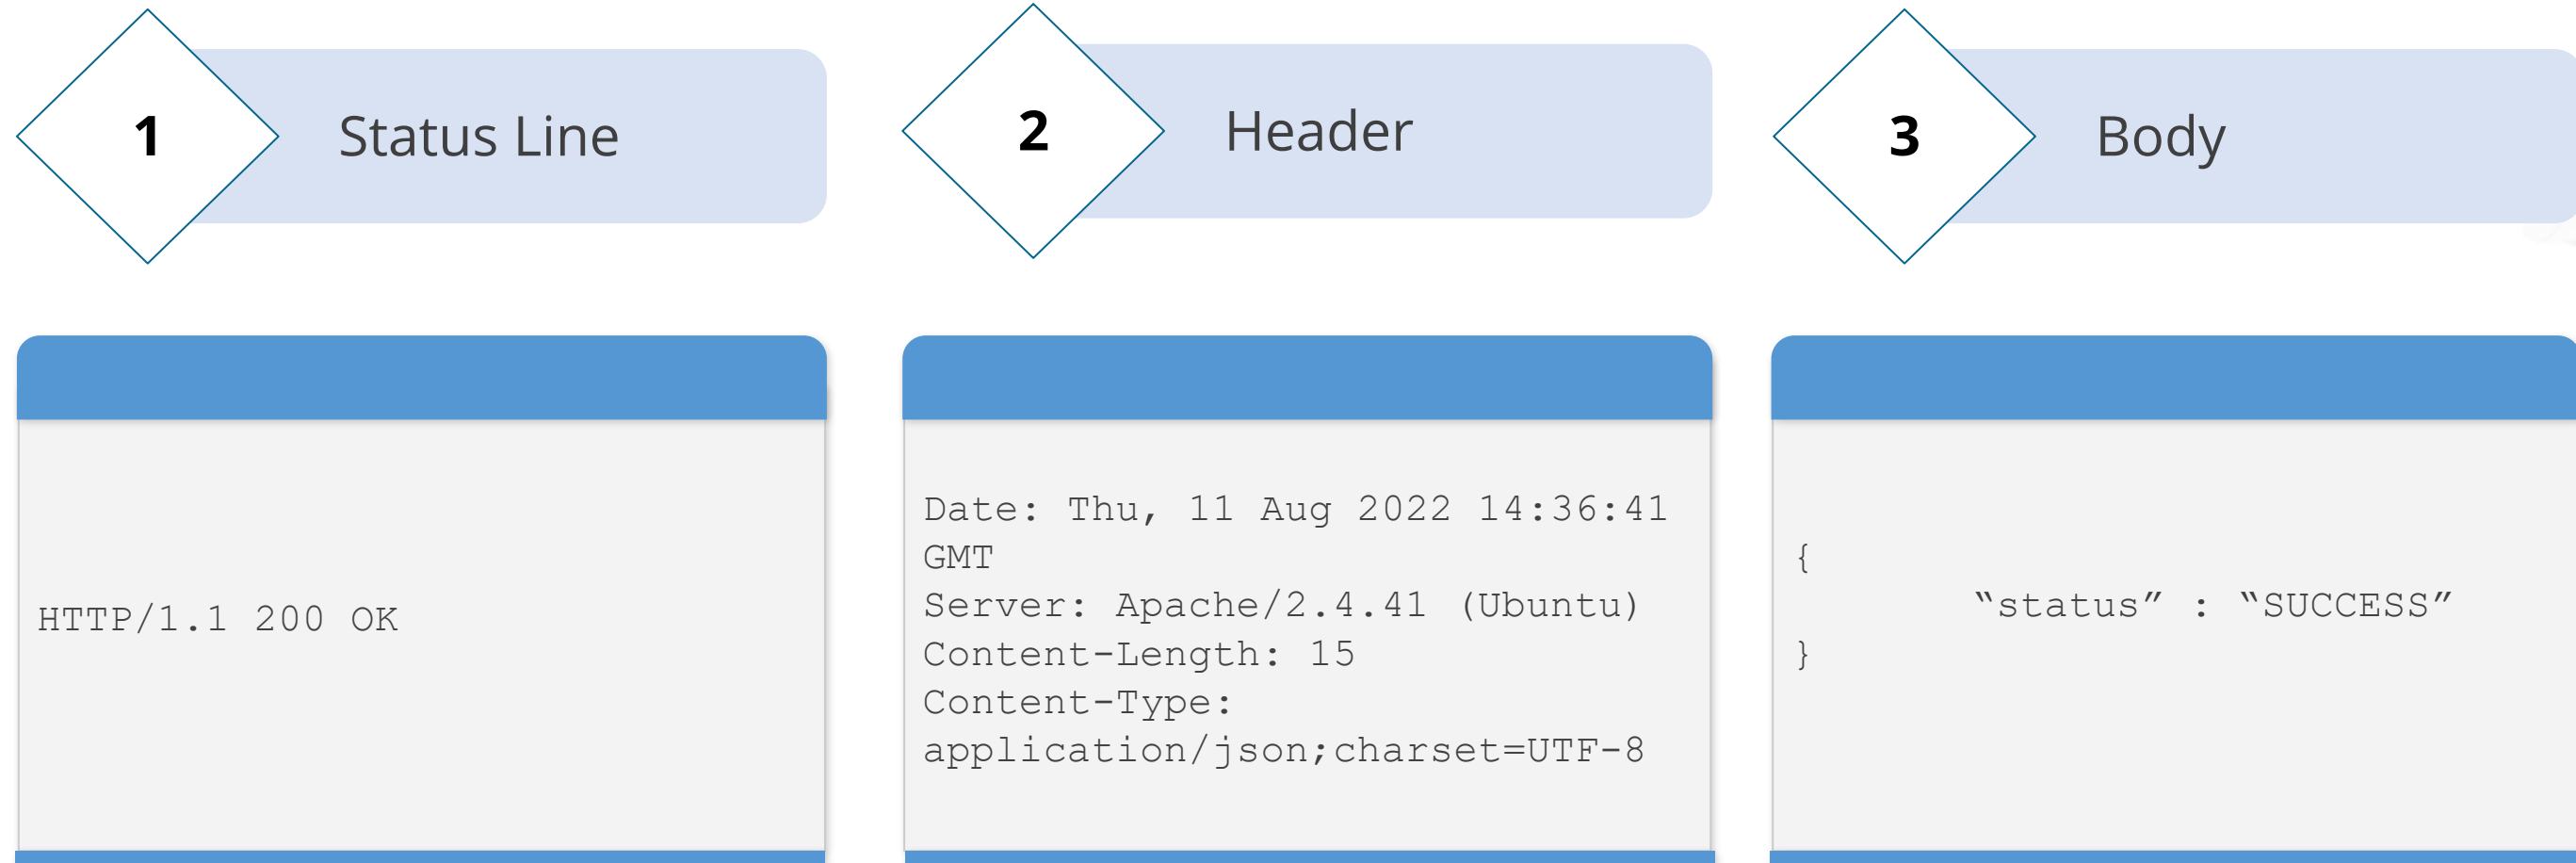 1
Status Line
2
Header
3
Body
HTTP/1.1 200 OK
Date: Thu, 11 Aug 2022 14:36:41
GMT
Server: Apache/2.4.41 (Ubuntu)
Content-Length: 15
Content-Type:
application/json;charset=UTF-8
{
“status” : “SUCCESS”
}